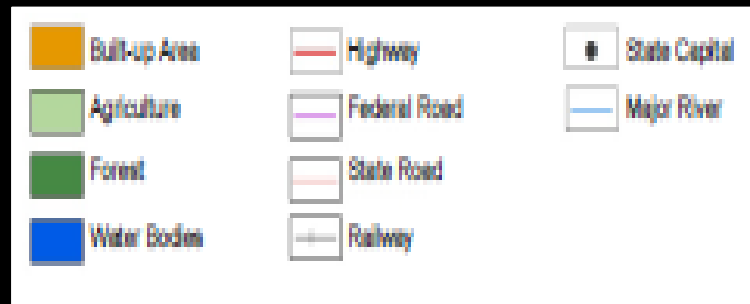 Built-up Area
Agriculture
Forest
Water Bodies
Highway
Federal Road
State Road
Railway
State Capital
Major River